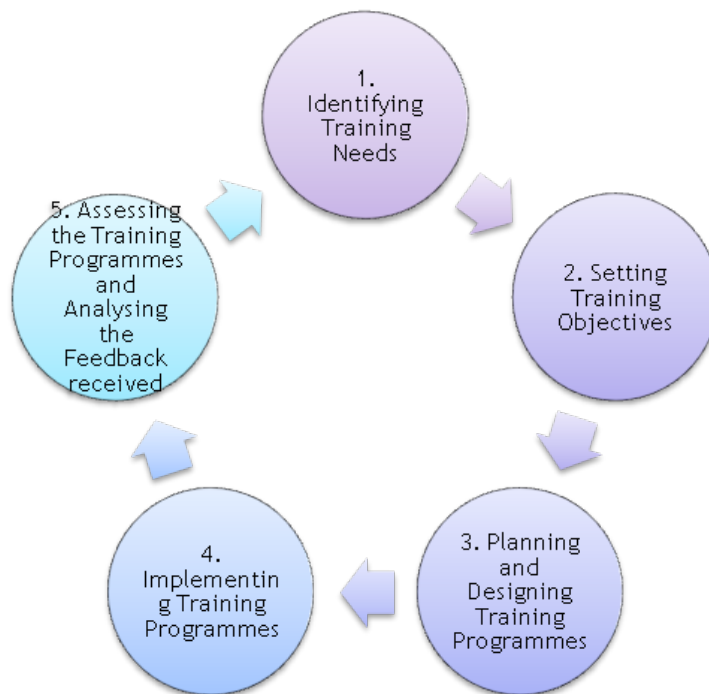 1.
Identifying
Training
Needs
2. Setting
Training
Objectives
3. Planning
and
Designing
Training
Programmes
4.
Implementin
g Training
Programmes
5. Assessing
the Training
Programmes
and
Analysing
the
Feedback
received